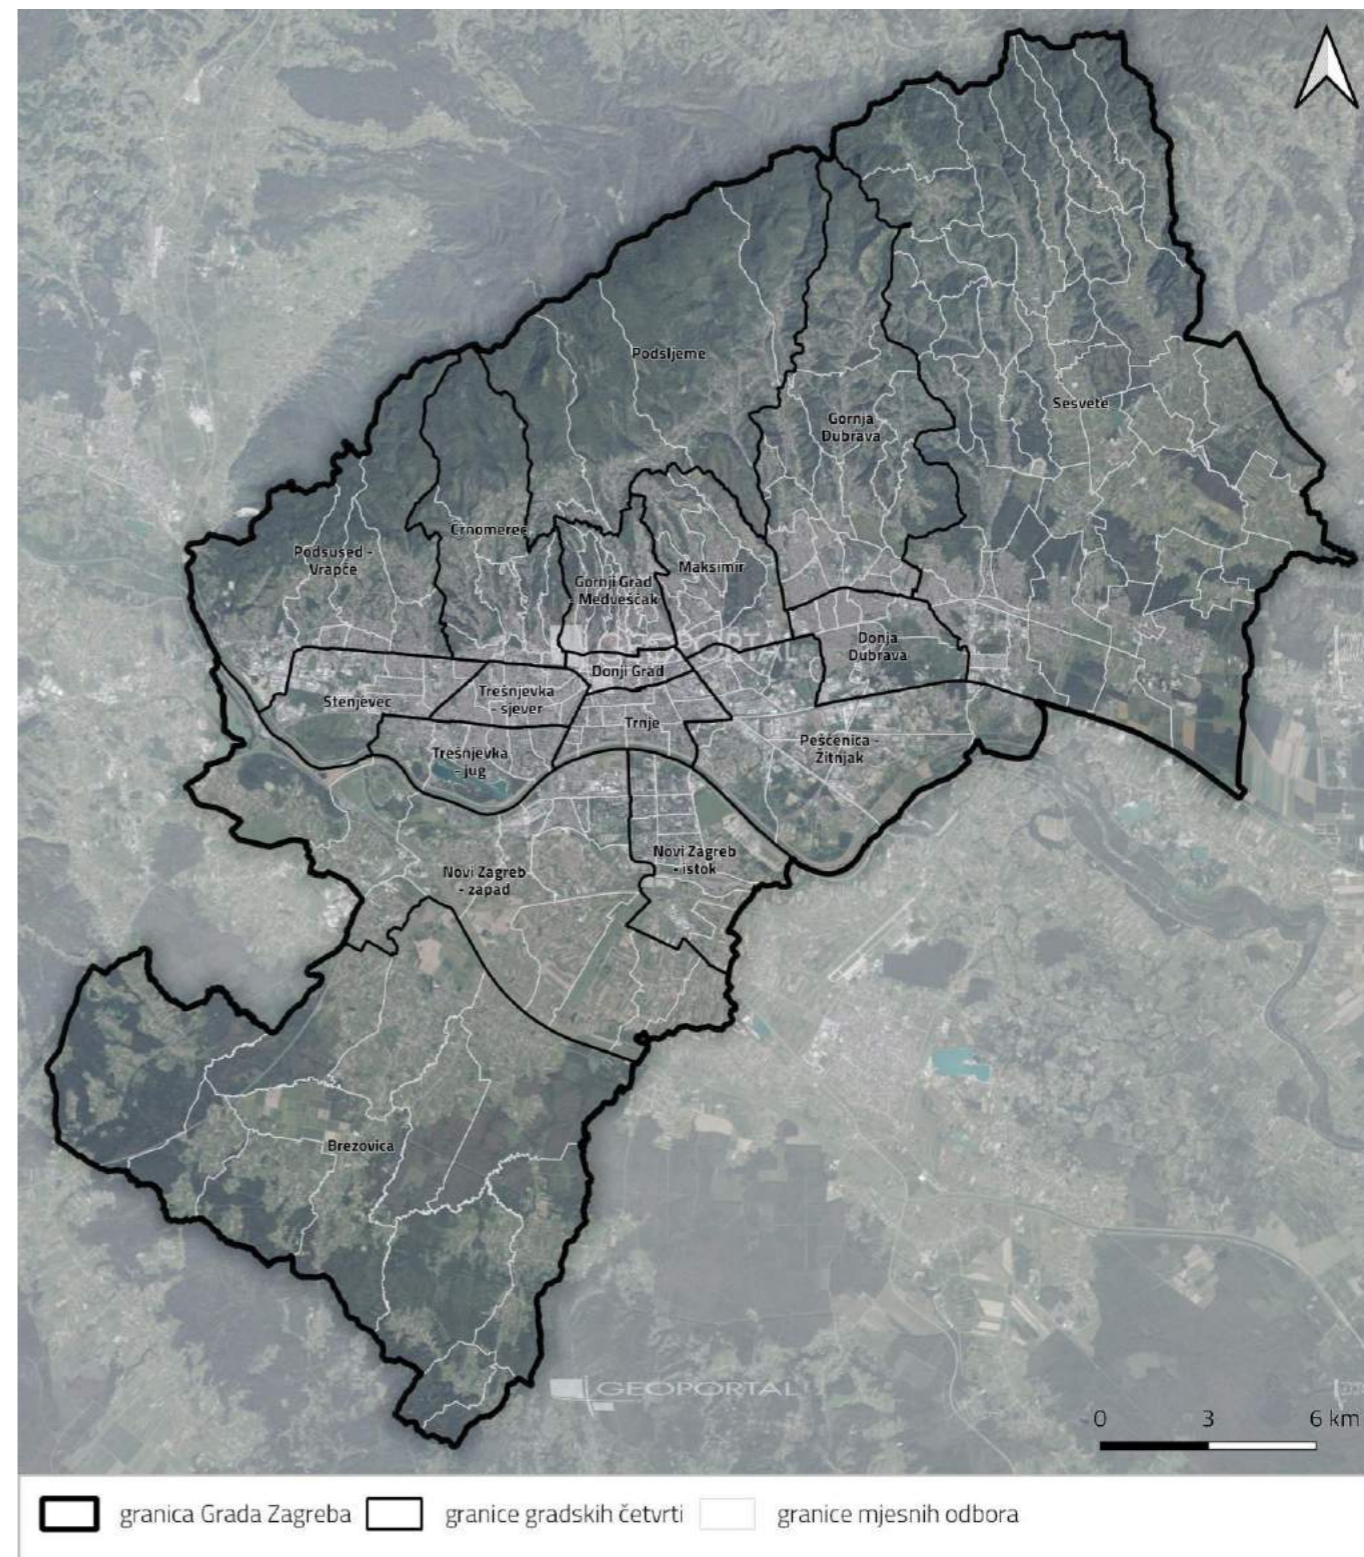 Podsljeme
Sesvete
Gornja
Dubrava
Črnomerec
Podsused -
Vrapče
Maksimir
Gornji Grad
- Medveščak
GEOPORTAL
Donja
Dubrava
Donji Grad
Stenjevec
Trešnjevka
- sjever
Trnje
Trešnjevka
- jug
Peščenica -
Žitnjak
Novi Zagreb
- istok
Novi Zagreb
- zapad
Brezovica
GEOPORTAL
0 3 6 km
granica Grada Zagreba granice gradskih četvrti granice mjesnih odbora